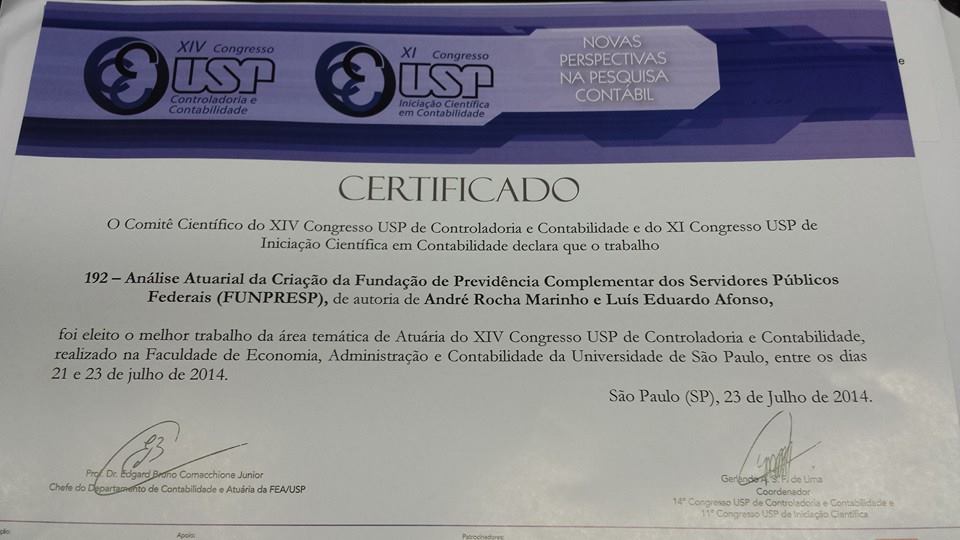 XIV Congresso
USP
Controladoria e
Contabilidade
XI Congresso
USP
Iniciação Científica
em Contabilidade
NOVAS
PERSPECTIVAS
NA PESQUISA
CONTÁBIL
CERTIFICADO
O Comitê Científico do XIV Congresso USP de Controladoria e Contabilidade e do XI Congresso USP de
Iniciação Científica em Contabilidade declara que o trabalho
192 – Análise Atuarial da Criação da Fundação de Previdência Complementar dos Servidores Públicos
Federais (FUNPRESP), de autoria de André Rocha Marinho e Luís Eduardo Afonso,
foi eleito o melhor trabalho da área temática de Atuária do XIV Congresso USP de Controladoria e Contabilidade,
realizado na Faculdade de Economia, Administração e Contabilidade da Universidade de São Paulo, entre os dias
21 e 23 de julho de 2014.
São Paulo (SP), 23 de Julho de 2014.
Prof. Dr. Edgard Bruno Cornacchione Junior
Chefe do Departamento de Contabilidade e Atuária da FEA/USP
Gerlando A. S. F. de Lima
Coordenador
14º Congresso USP de Controladoria e Contabilidade e
11º Congresso USP de Iniciação Científica
Apoio:
Patrocinadores: